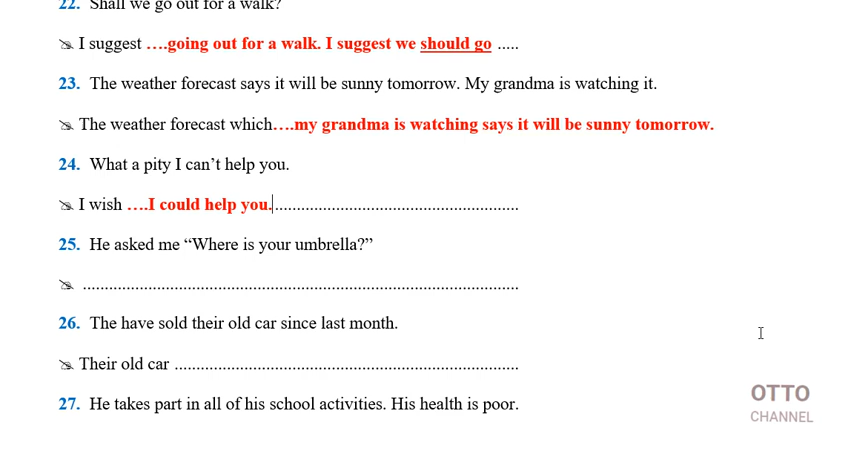 22. Shall we go out for a walk?
I suggest ….going out for a walk. I suggest we should go .....
23. The weather forecast says it will be sunny tomorrow. My grandma is watching it.
The weather forecast which….my grandma is watching says it will be sunny tomorrow.
24. What a pity I can’t help you.
I wish ….I could help you.........................................................
25. He asked me “Where is your umbrella?”
....................................................................................................
26. The have sold their old car since last month.
Their old car ...............................................................................
27. He takes part in all of his school activities. His health is poor.
OTTO
CHANNEL